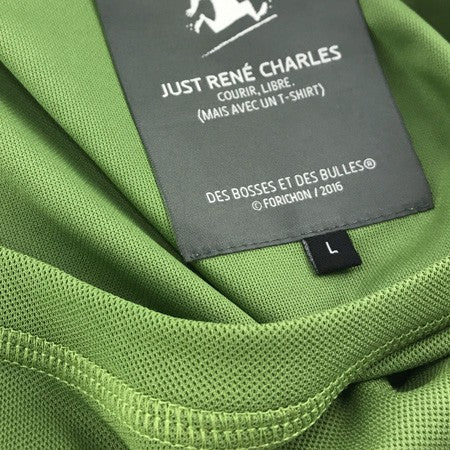 JUST RENÉ CHARLES
COURIR, LIBRE.
(MAIS AVEC UN T-SHIRT)
DES BOSSES ET DES BULLES®
© FORICHON / 2016
L